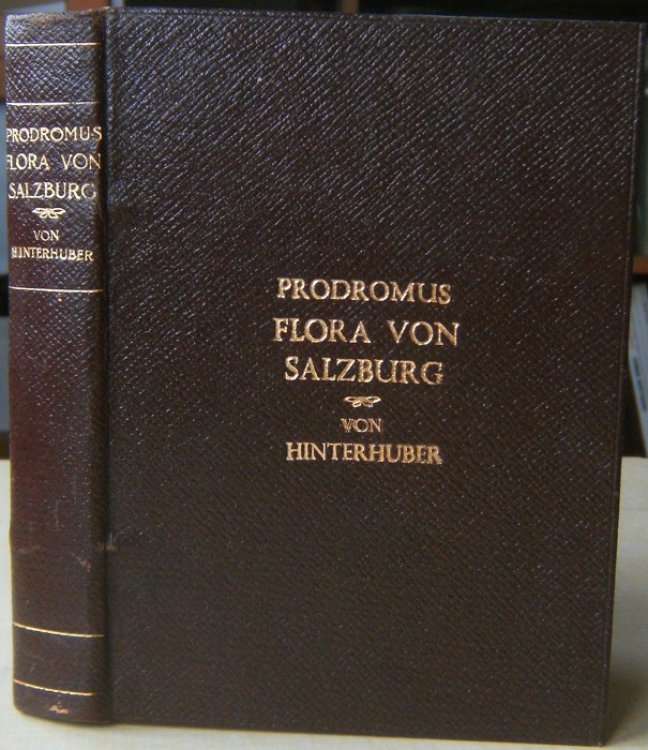 PRODROMUS
FLORA VON
SALZBURG
VON
HINTERHUBER
PRODROMUS
FLORA VON
SALZBURG
VON
HINTERHUBER